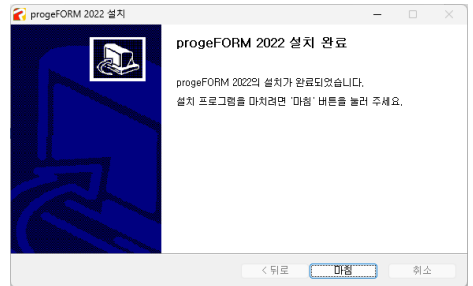 progeFORM 2022 설치
progeFORM 2022 설치 완료
progeFORM 2022의 설치가 완료되었습니다.
설치 프로그램을 마치려면 '마침' 버튼을 눌러 주세요.
< 뒤로 마침 취소